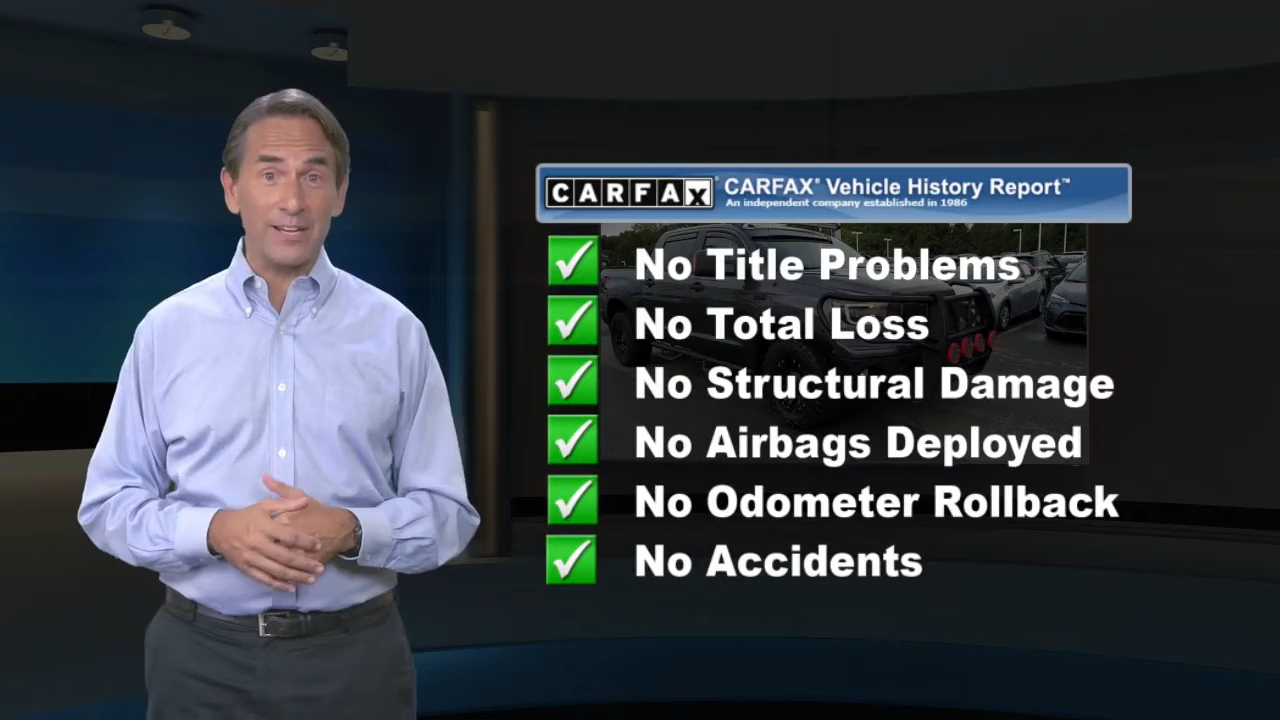 CARFAX® CARFAX® Vehicle History Report™
An independent company established in 1986
No Title Problems
No Total Loss
No Structural Damage
No Airbags Deployed
No Odometer Rollback
No Accidents